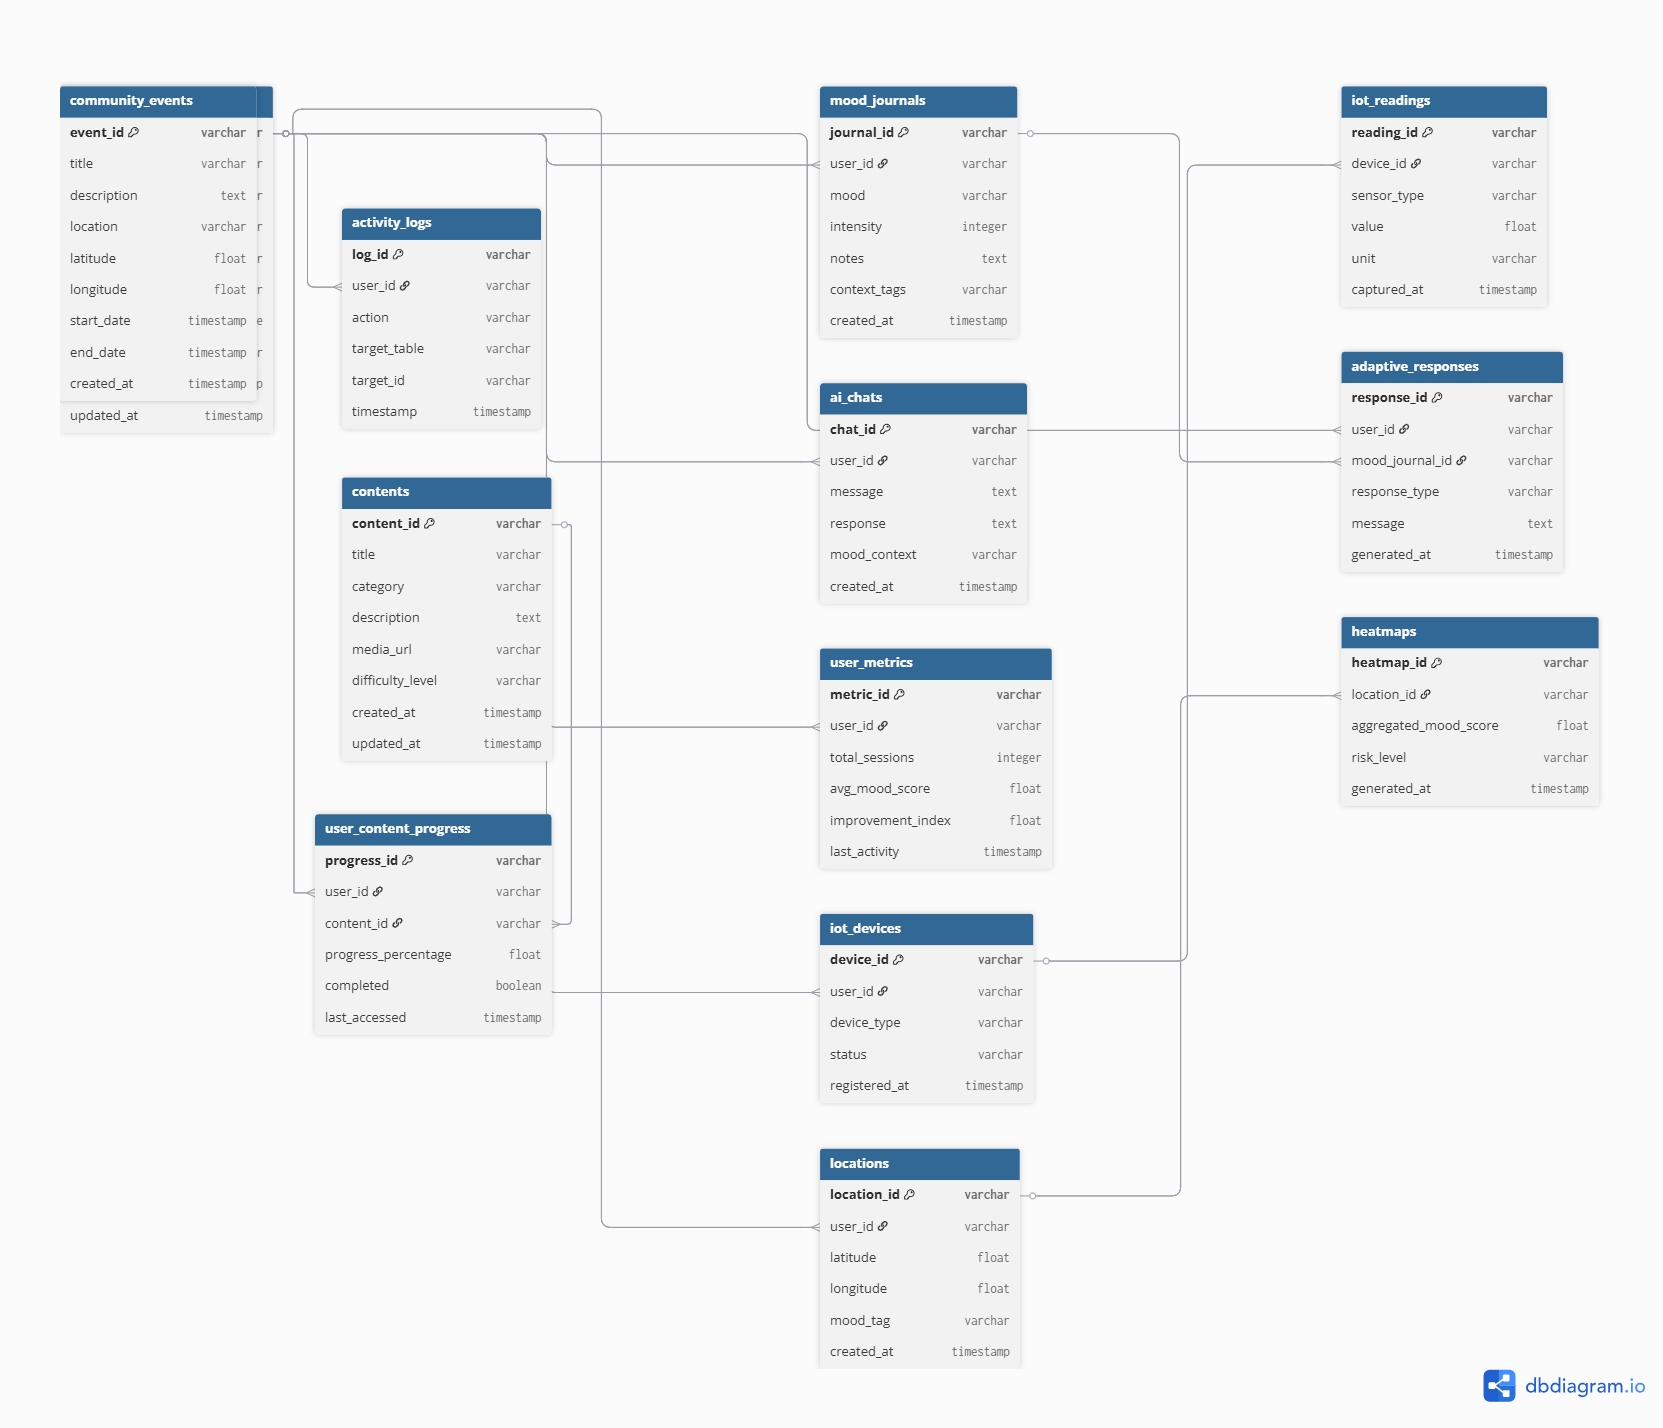 community_events
event_id varchar r
title varchar r
description text r
location varchar r
latitude float r
longitude float r
start_date timestamp e
end_date timestamp r
created_at timestamp p
updated_at timestamp
activity_logs
log_id varchar
user_id varchar
action varchar
target_table varchar
target_id varchar
timestamp timestamp
contents
content_id varchar
title varchar
category varchar
description text
media_url varchar
difficulty_level varchar
created_at timestamp
updated_at timestamp
user_content_progress
progress_id varchar
user_id varchar
content_id varchar
progress_percentage float
completed boolean
last_accessed timestamp
mood_journals
journal_id varchar
user_id varchar
mood varchar
intensity integer
notes text
context_tags varchar
created_at timestamp
ai_chats
chat_id varchar
user_id varchar
message text
response text
mood_context varchar
created_at timestamp
user_metrics
metric_id varchar
user_id varchar
total_sessions integer
avg_mood_score float
improvement_index float
last_activity timestamp
iot_devices
device_id varchar
user_id varchar
device_type varchar
status varchar
registered_at timestamp
locations
location_id varchar
user_id varchar
latitude float
longitude float
mood_tag varchar
created_at timestamp
iot_readings
reading_id varchar
device_id varchar
sensor_type varchar
value float
unit varchar
captured_at timestamp
adaptive_responses
response_id varchar
user_id varchar
mood_journal_id varchar
response_type varchar
message text
generated_at timestamp
heatmaps
heatmap_id varchar
location_id varchar
aggregated_mood_score float
risk_level varchar
generated_at timestamp
dbdiagram.io